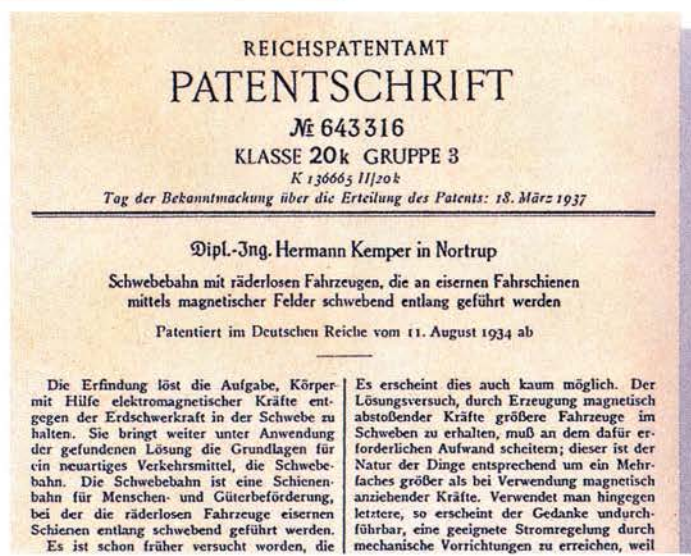 REICHSPATENTAMT
PATENTSCHRIFT
№ 643316
KLASSE 20k GRUPPE 3
K 136665 II/20k
Tag der Bekanntmachung über die Erteilung des Patents: 18. März 1937
Dipl.-Ing. Hermann Kemper in Nortrup
Schwebebahn mit räderlosen Fahrzeugen, die an eisernen Fahrschienen
mittels magnetischer Felder schwebend entlang geführt werden
Patentiert im Deutschen Reiche vom 11. August 1934 ab
Die Erfindung löst die Aufgabe, Körper
mit Hilfe elektromagnetischer Kräfte ent-
gegen der Erdschwerkraft in der Schwebe zu
halten. Sie bringt weiter unter Anwendung
der gefundenen Lösung die Grundlagen für
ein neuartiges Verkehrsmittel, die Schwebe-
bahn. Die Schwebebahn ist eine Schienen-
bahn für Menschen- und Güterbeförderung,
bei der die räderlosen Fahrzeuge eisernen
Schienen entlang schwebend geführt werden.
Es ist schon früher versucht worden, die
Es erscheint dies auch kaum möglich. Der
Lösungsversuch, durch Erzeugung magnetisch
abstoßender Kräfte größere Fahrzeuge im
Schweben zu erhalten, muß an dem dafür er-
forderlichen Aufwand scheitern; dieser ist der
Natur der Dinge entsprechend um ein Mehr-
faches größer als bei Verwendung magnetisch
anziehender Kräfte. Verwendet man hingegen
letztere, so erscheint der Gedanke undurch-
führbar, eine geeignete Stromregelung durch
mechanische Vorrichtungen zu erreichen, weil